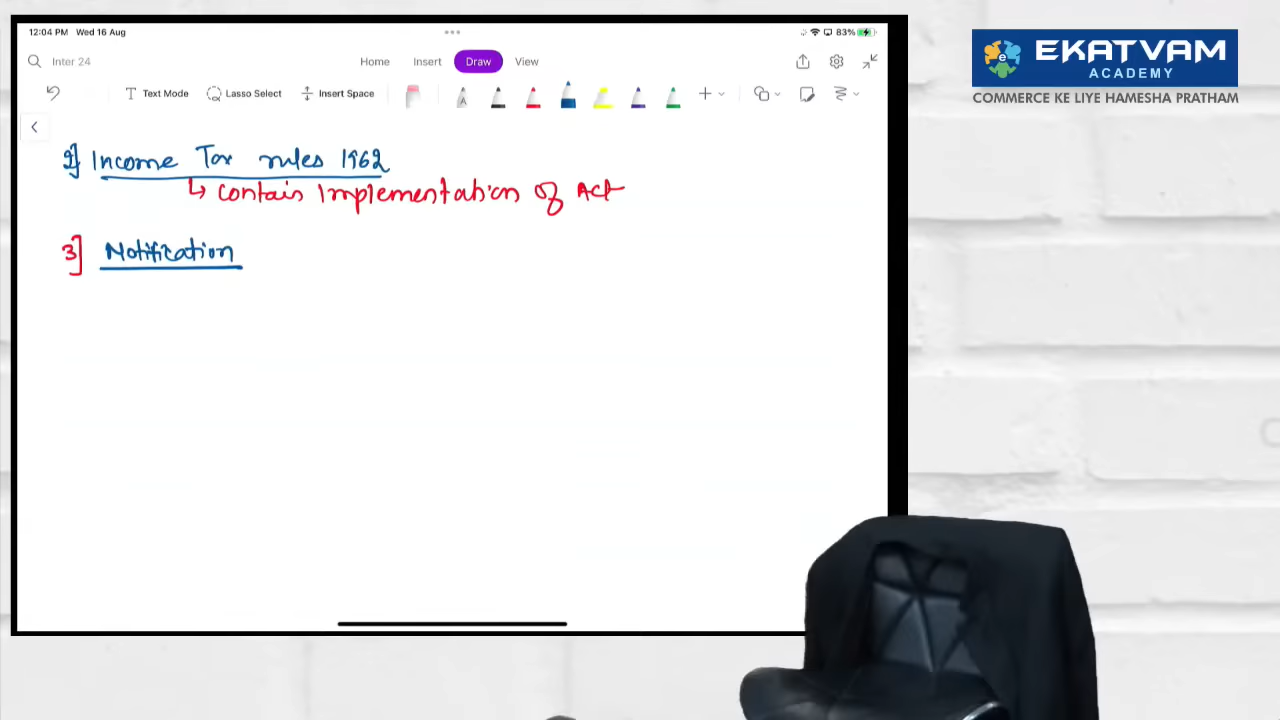 12:04 PM Wed 16 Aug
83%
EKATVAM
ACADEMY
COMMERCE KE LIYE HAMESHA PRATHAM
Inter 24
Home Insert Draw View
Text Mode Lasso Select Insert Space
2] Income Tax rules 1962
↳ Contain Implementation of Act
3] Notification